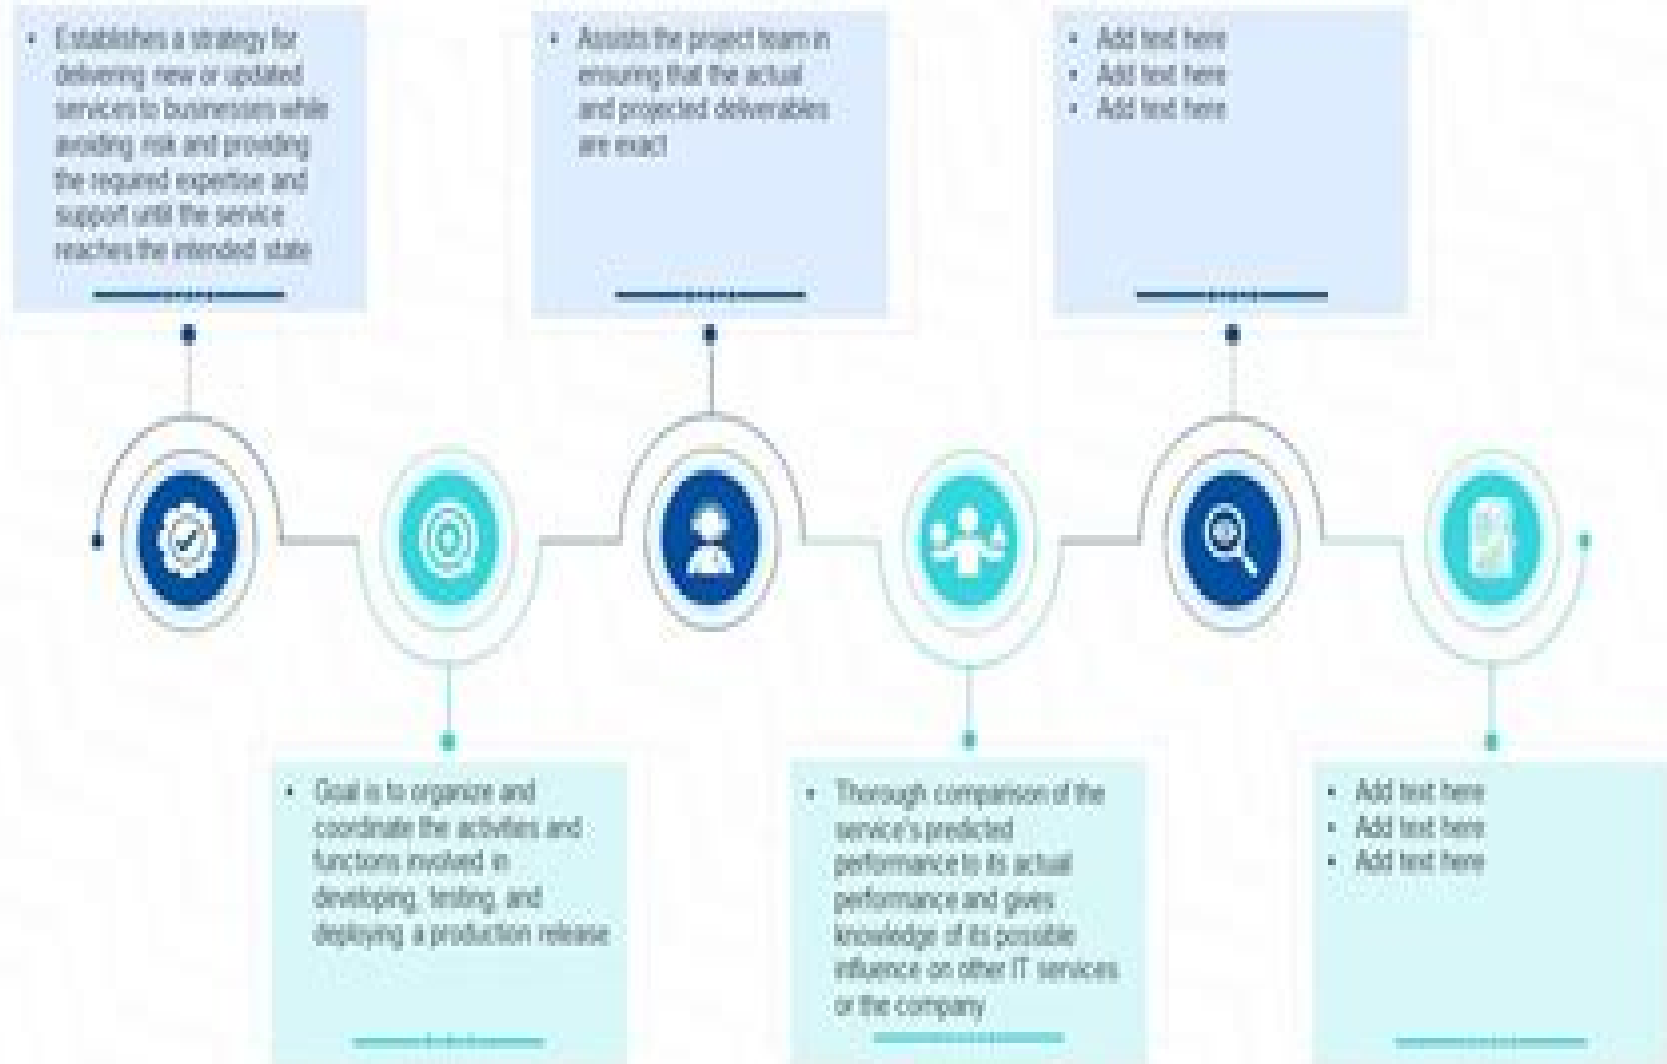 • Establishes a strategy for
delivering new or updated
services to businesses while
avoiding risk and providing
the required expertise and
support until the service
reaches the intended state
• Assists the project team in
ensuring that the actual
and projected deliverables
are exact
• Add text here
• Add text here
• Add text here
• Goal is to organize and
coordinate the activities and
functions involved in
developing, testing, and
deploying a production release
• Thorough comparison of the
service's predicted
performance to its actual
performance and gives
knowledge of its possible
influence on other IT services
or the company
• Add text here
• Add text here
• Add text here